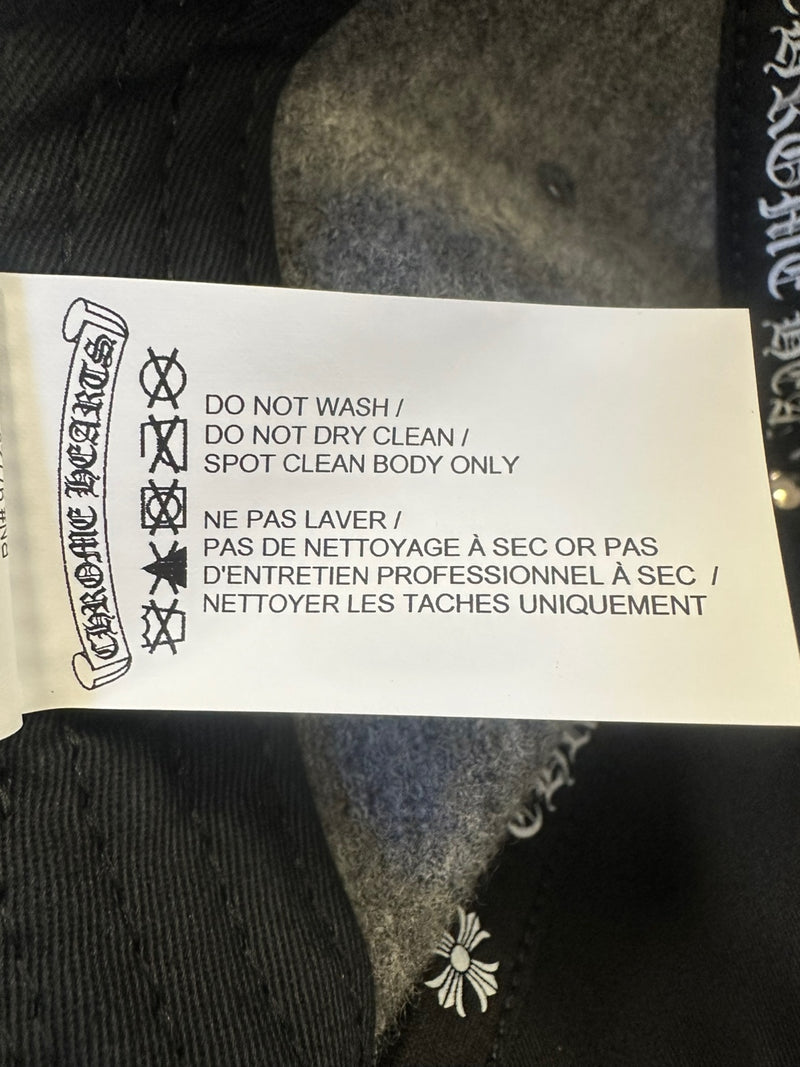 CHROME HEARTS
DO NOT WASH /
DO NOT DRY CLEAN /
SPOT CLEAN BODY ONLY
NE PAS LAVER /
PAS DE NETTOYAGE À SEC OR PAS
D'ENTRETIEN PROFESSIONNEL À SEC /
NETTOYER LES TACHES UNIQUEMENT